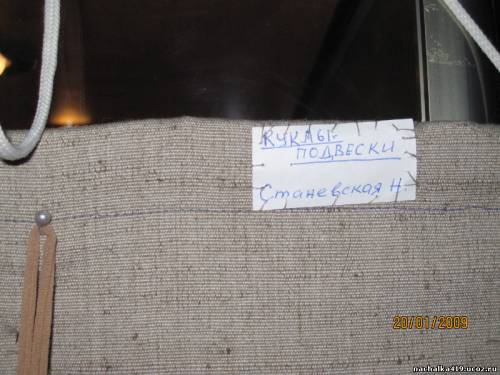 КУКЛЫ-
ПОДВЕСКИ
Станевская Н.
20/01/2009
nachalka419.ucoz.ru